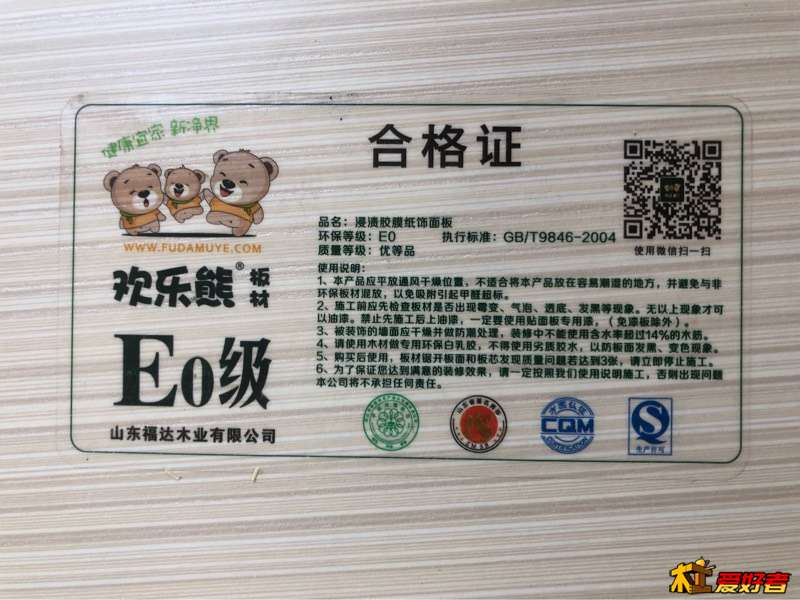 合格证
健康宜家 新净界
WWW.FUDAMUYE.COM
欢乐熊® 板材
E0级
山东福达木业有限公司
品名：浸渍胶膜纸饰面板
环保等级：E0 执行标准：GB/T9846-2004
质量等级：优等品
使用微信扫一扫
使用说明：
1、本产品应平放通风干燥位置，不适合将本产品放在容易潮湿的地方，并避免与非
环保板材混放，以免吸附引起甲醛超标。
2、施工前应先检查板材是否出现霉变、气泡、透底、发黑等现象。无以上现象才可
以油漆。禁止先施工后上油漆，一定要使用贴面板专用漆，（免漆板除外）。
3、被装饰的墙面应干燥并做防潮处理，装修中不能使用含水率超过14%的木筋。
4、请使用木材做专用环保白乳胶，不得使用劣质胶水，以防板面发黑、变色现象。
5、购买后使用，板材锯开板面和板芯发现质量问题若达到3张，请立即停止施工。
6、为了保证您达到满意的装修效果，请一定按照我们使用说明施工，否则出现问题
本公司将不承担任何责任。
方圆认证
CQM
QS
生产许可
木工爱好者